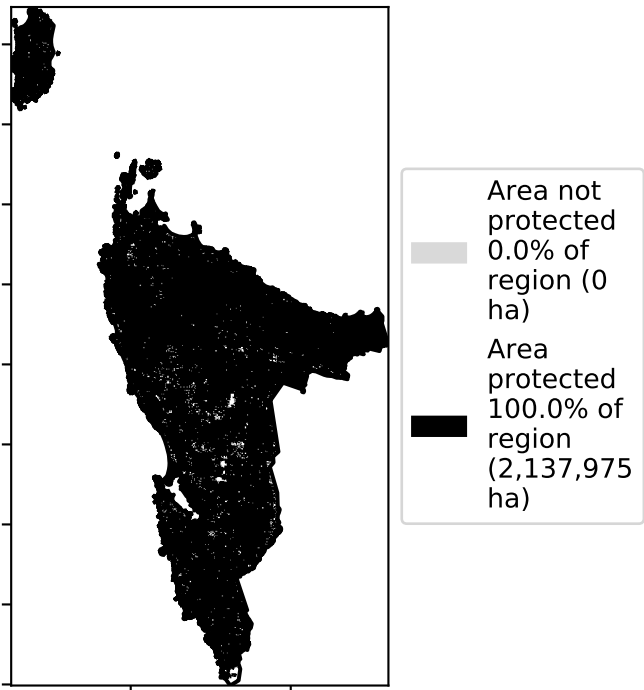 Area not
protected
0.0% of
region (0
ha)
Area
protected
100.0% of
region
(2,137,975
ha)